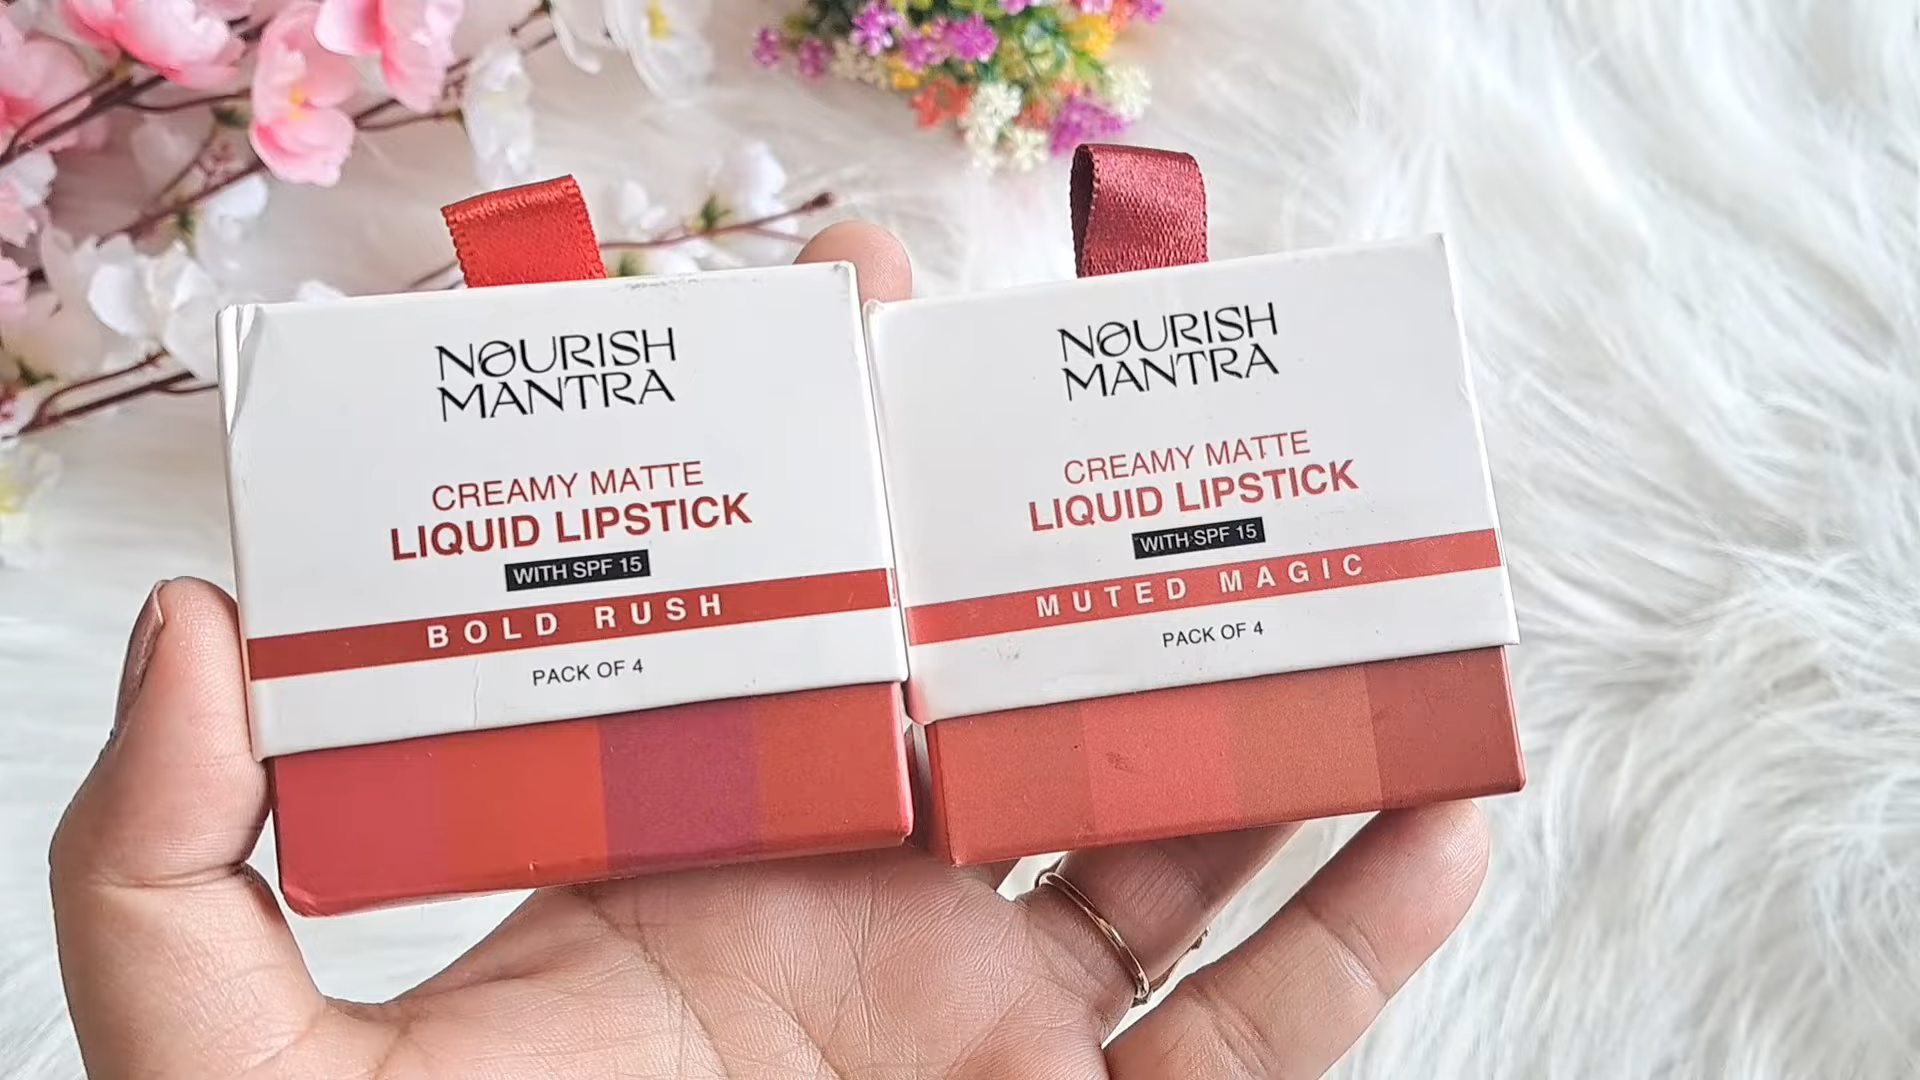 NOURISH
MANTRA
CREAMY MATTE
LIQUID LIPSTICK
WITH SPF 15
BOLD RUSH
PACK OF 4
NOURISH
MANTRA
CREAMY MATTE
LIQUID LIPSTICK
WITH SPF 15
MUTED MAGIC
PACK OF 4